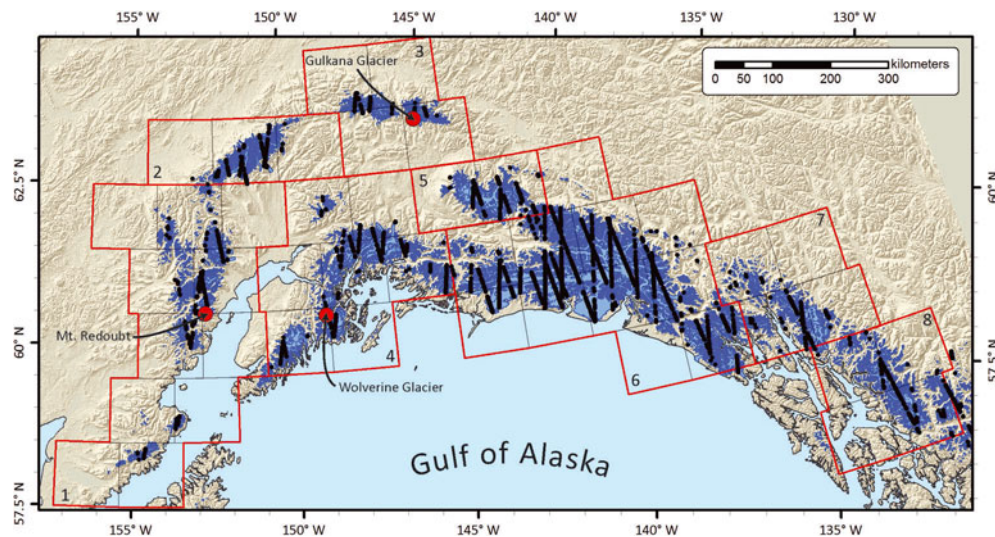 155°W 150°W 145°W 140°W 135°W 130°W
3
Gulkana Glacier
kilometers
0 50 100 200 300
2
5
62.5°N
60°N
7
Mt. Redoubt
8
60°N
4
57.5°N
6
Wolverine Glacier
Gulf of Alaska
1
57.5°N
155°W 150°W 145°W 140°W 135°W